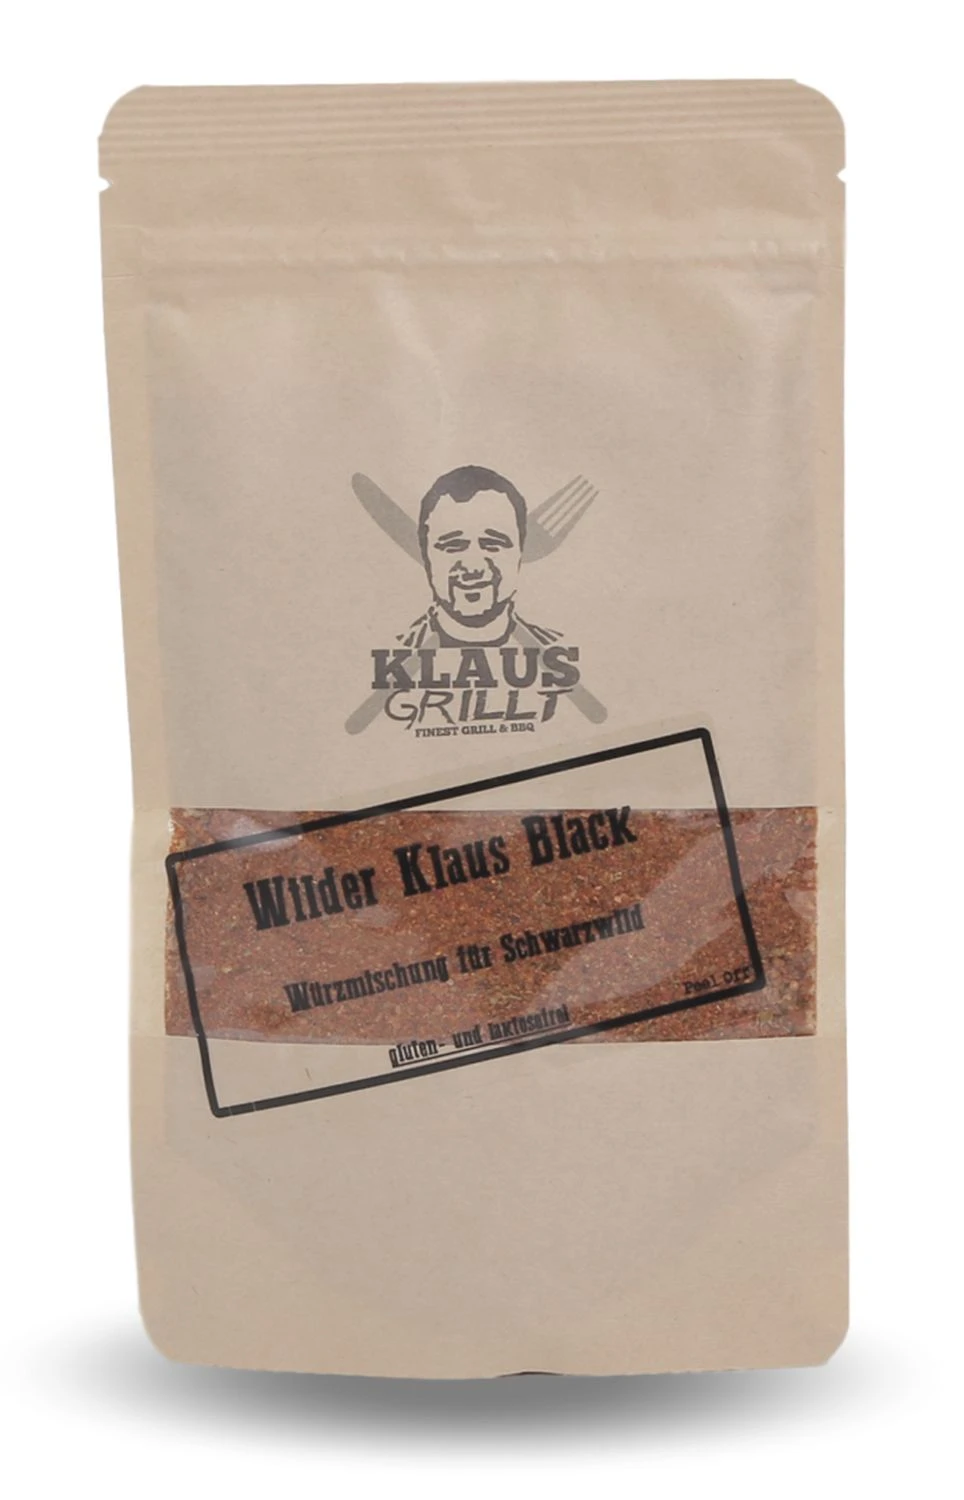 KLAUS
GRILLT
FINEST GRILL & BBQ
Wilder Klaus Black
Würzmischung für Schwarzwild
Peel Off
gluten- und laktosefrei